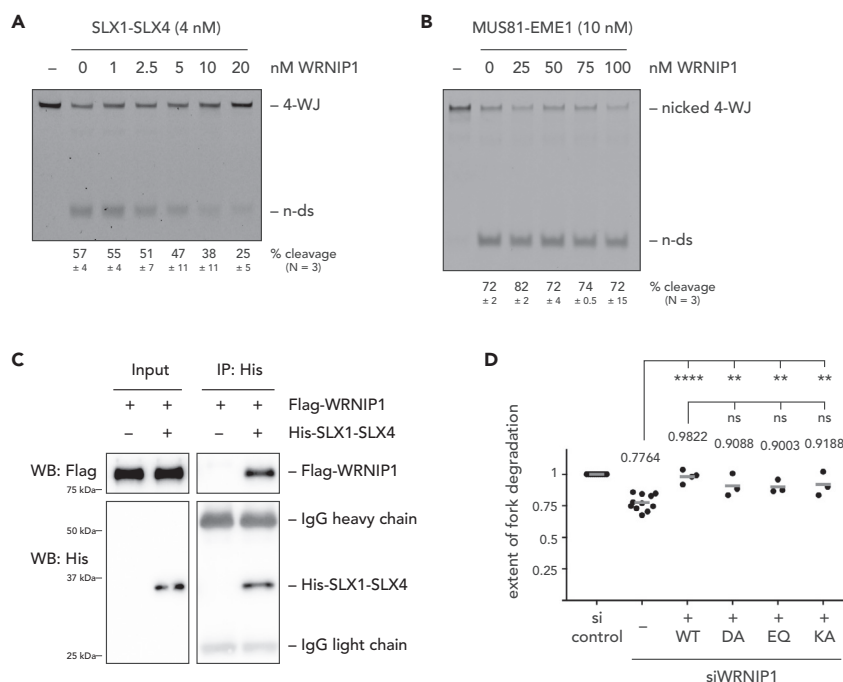 A
SLX1-SLX4 (4 nM)
– 0 1 2.5 5 10 20 nM WRNIP1
– 4-WJ
– n-ds
57 55 51 47 38 25 % cleavage
± 4 ± 4 ± 7 ± 11 ± 11 ± 5 (N = 3)
B
MUS81-EME1 (10 nM)
– 0 25 50 75 100 nM WRNIP1
– nicked 4-WJ
– n-ds
72 82 72 74 72 % cleavage
± 2 ± 2 ± 4 ± 0.5 ± 15 (N = 3)
C
Input IP: His
+ + + + Flag-WRNIP1
– + – + His-SLX1-SLX4
WB: Flag
– Flag-WRNIP1
75 kDa–
– IgG heavy chain
50 kDa–
WB: His
37 kDa–
– His-SLX1-SLX4
– IgG light chain
25 kDa–
D
**** ** ** **
ns ns ns
0.7764 0.9822 0.9088 0.9003 0.9188
extent of fork degradation
1
0.75
0.5
0.25
si control
– + + + +
WT DA EQ KA
siWRNIP1